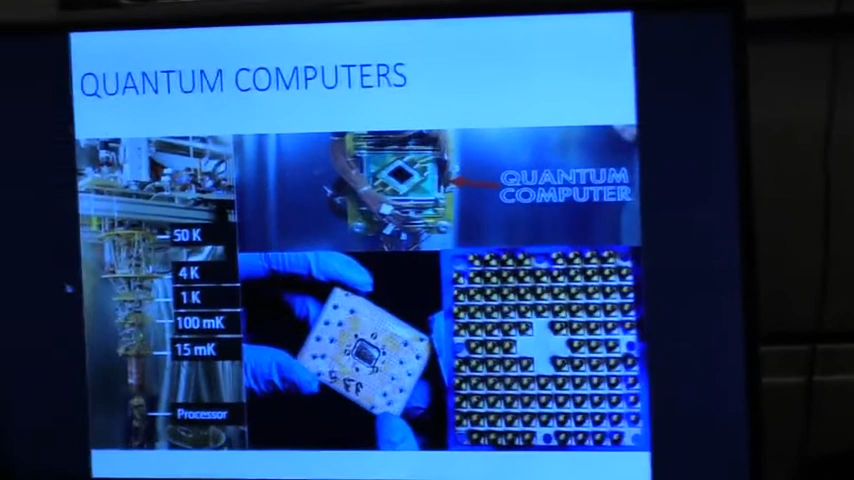 QUANTUM COMPUTERS
50 K
4 K
1 K
100 mK
15 mK
Processor
QUANTUM
COMPUTER